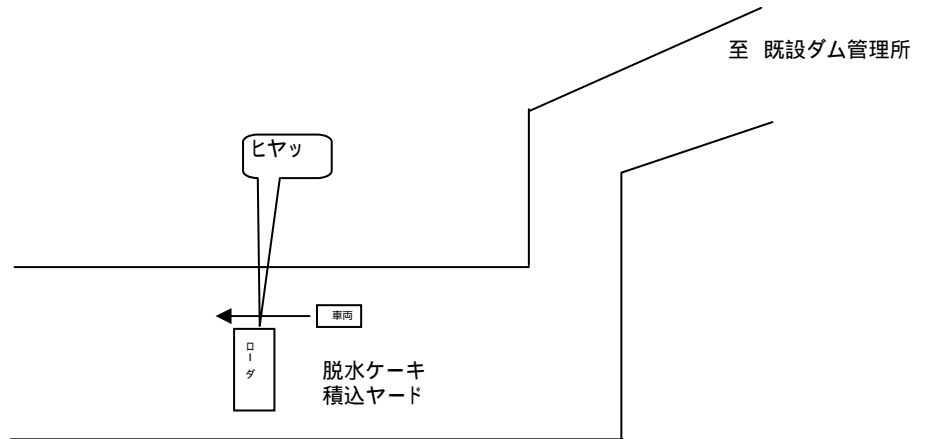 至 既設ダム管理所
ヒヤッ
車両
ローダ
脱水ケーキ
積込ヤード